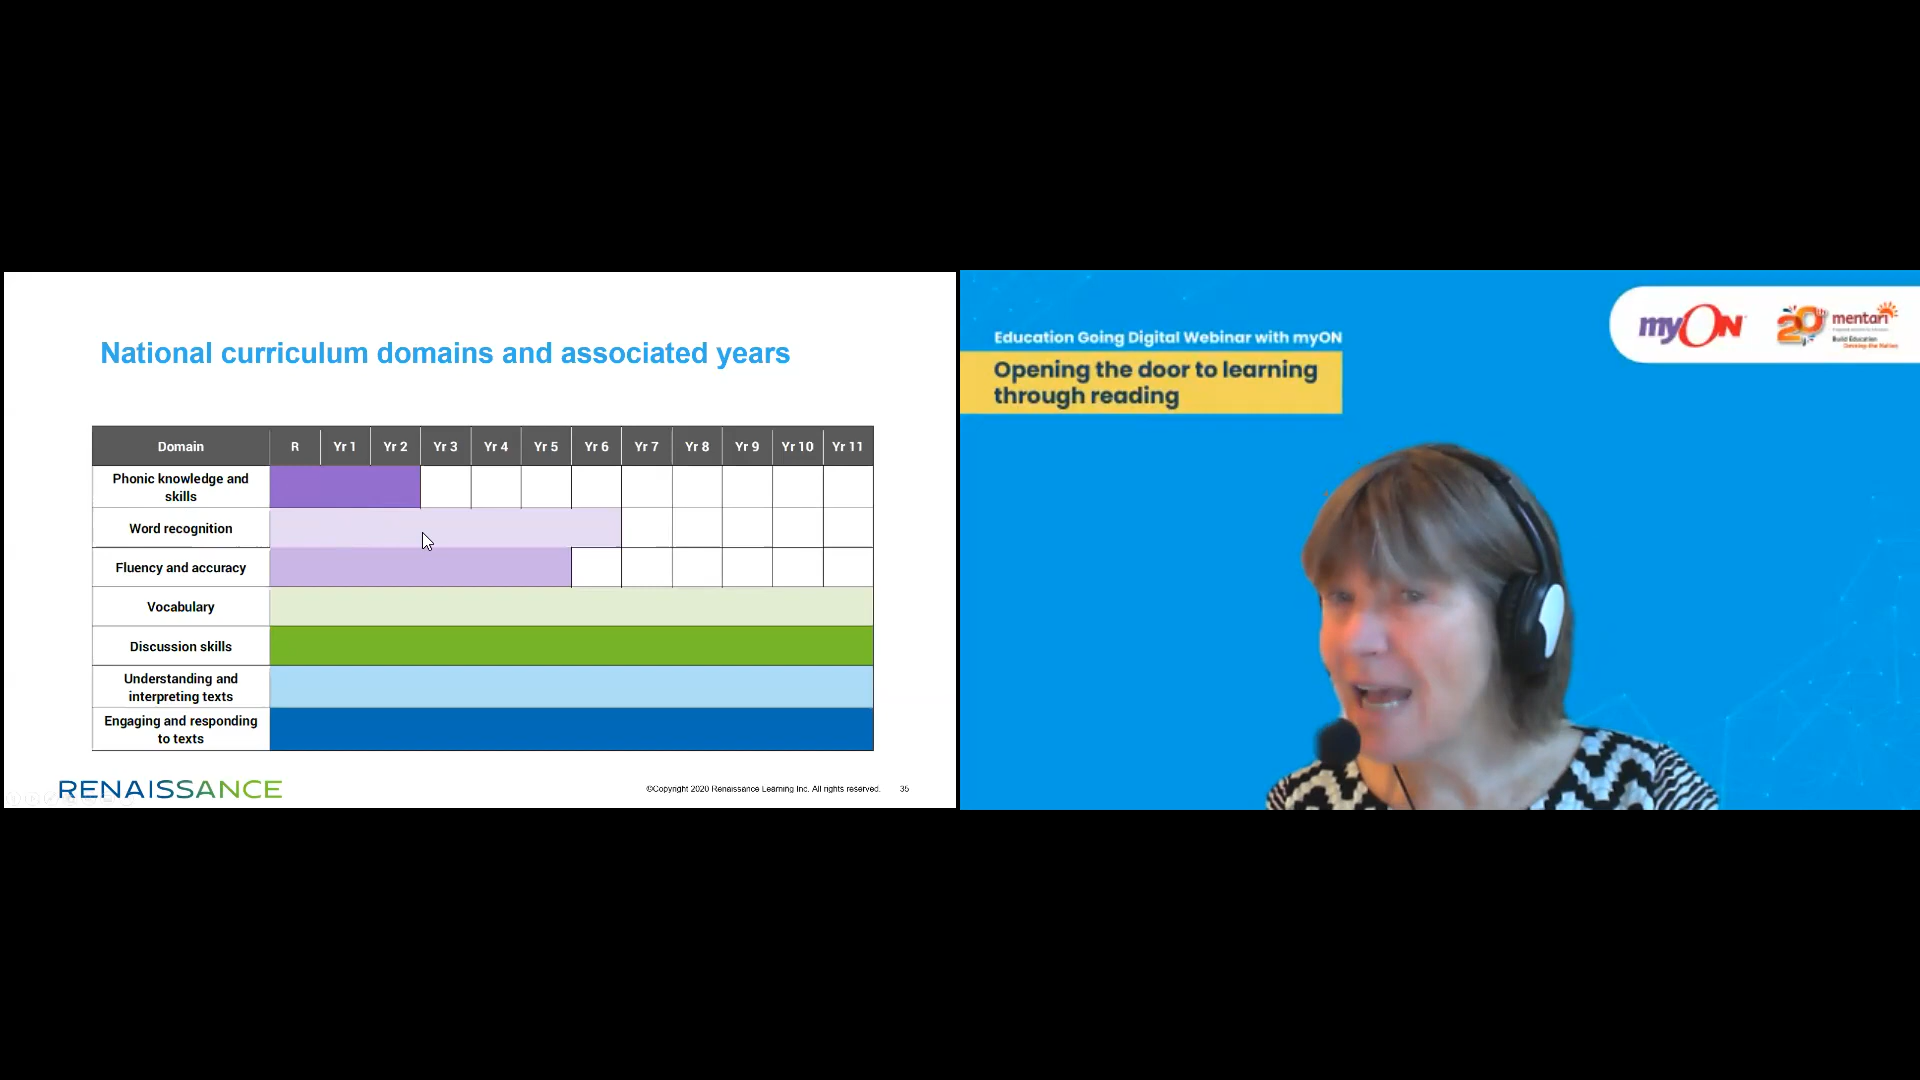 National curriculum domains and associated years
Domain R Yr 1 Yr 2 Yr 3 Yr 4 Yr 5 Yr 6 Yr 7 Yr 8 Yr 9 Yr 10 Yr 11
Phonic knowledge and
skills
Word recognition
Fluency and accuracy
Vocabulary
Discussion skills
Understanding and
interpreting texts
Engaging and responding
to texts
RENAISSANCE
©Copyright 2020 Renaissance Learning Inc. All rights reserved. 35
Education Going Digital Webinar with myON
Opening the door to learning
through reading
myON
20 mentari
Build Education